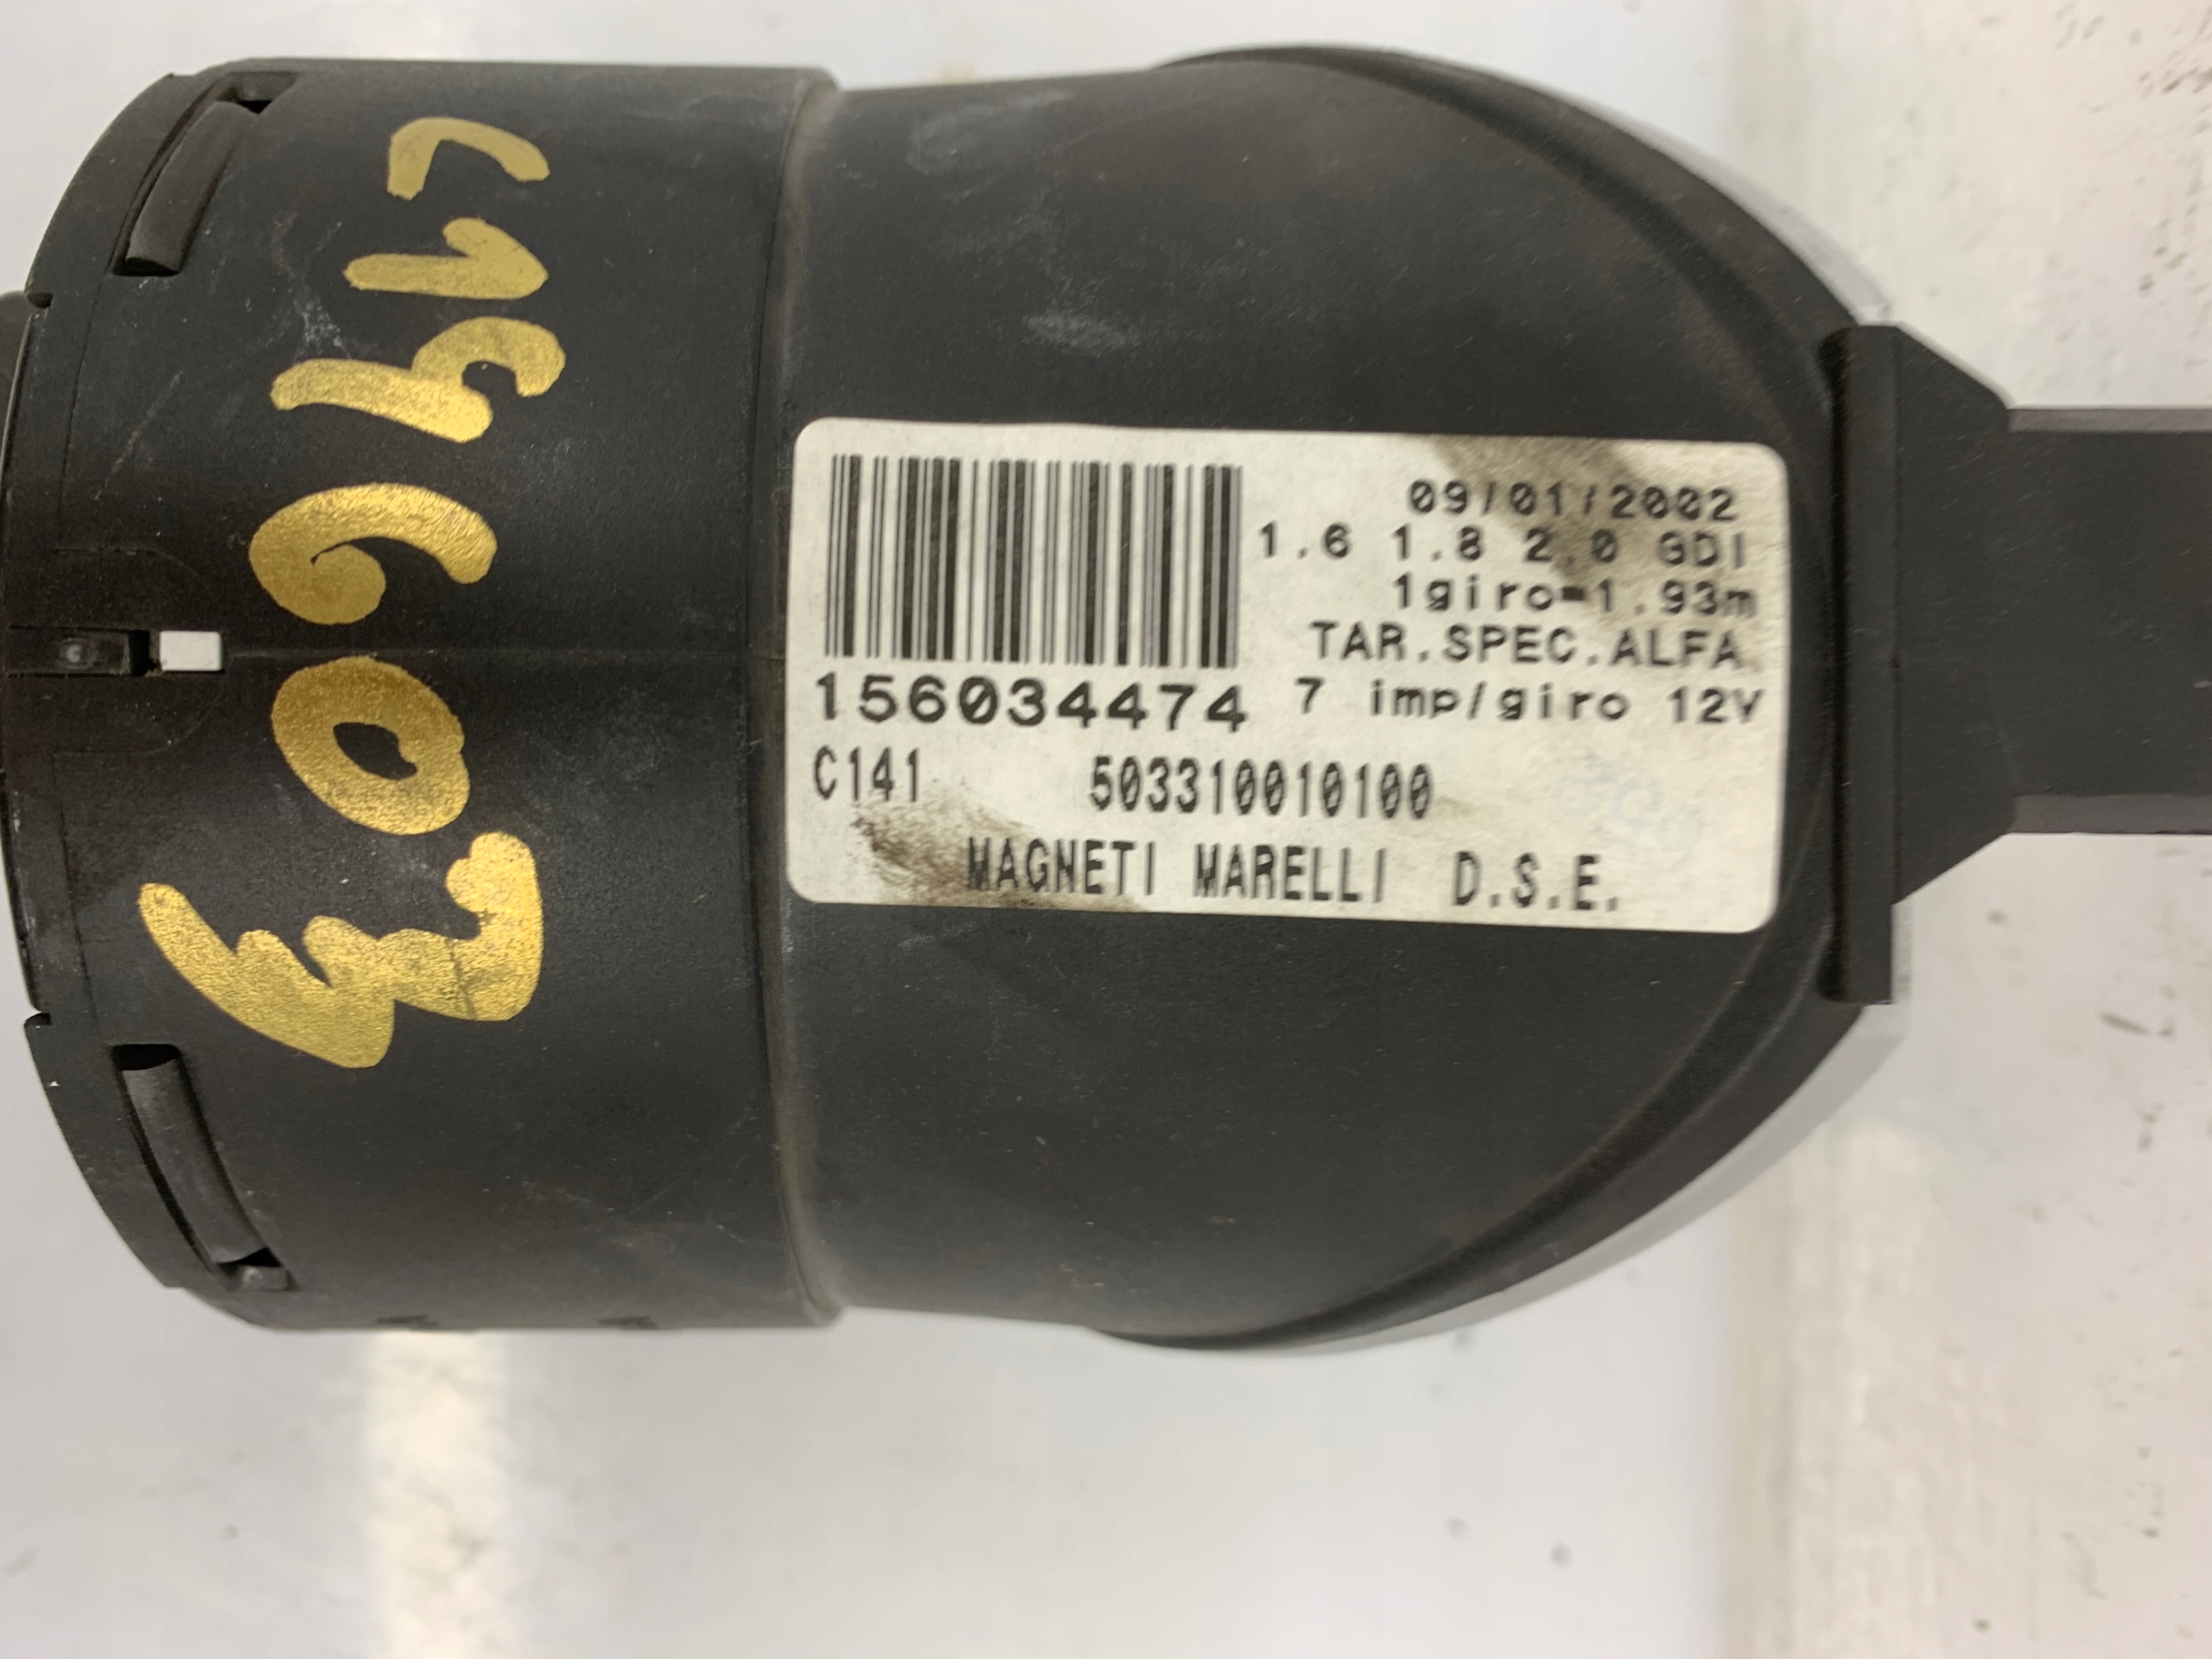 C19603
09/01/2002
1.6 1.8 2.0 GDI
1giro=1.93m
TAR.SPEC.ALFA
156034474 7 imp/giro 12V
C141 503310010100
MAGNETI MARELLI D.S.E.